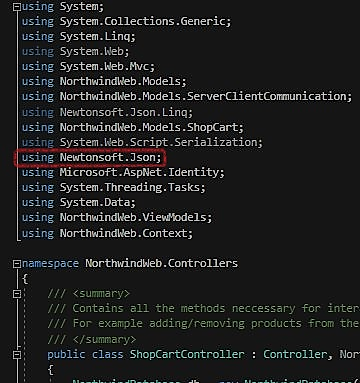 using System;
using System.Collections.Generic;
using System.Linq;
using System.Web;
using System.Web.Mvc;
using NorthwindWeb.Models;
using NorthwindWeb.Models.ServerClientCommunication;
using Newtonsoft.Json.Linq;
using NorthwindWeb.Models.ShopCart;
using System.Web.Script.Serialization;
using Newtonsoft.Json;
using Microsoft.AspNet.Identity;
using System.Threading.Tasks;
using System.Data;
using NorthwindWeb.ViewModels;
using NorthwindWeb.Context;
namespace NorthwindWeb.Controllers
{
/// <summary>
/// Contains all the methods neccessary for inter
/// For example adding/removing products from the
/// </summary>
public class ShopCartController : Controller, Nor
{